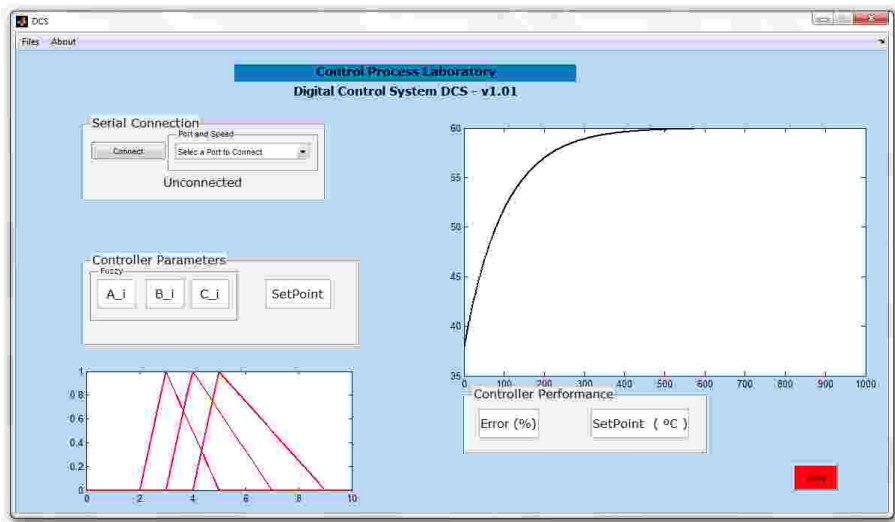 DCS
Files About
Control Process Laboratory
Digital Control System DCS - v1.01
Serial Connection
Port and Speed
Connect
Selec a Port to Connect
Unconnected
Controller Parameters
Fuzzy
A_i B_i C_i SetPoint
1
0.8
0.6
0.4
0.2
0
0 2 4 6 8 10
60
55
50
45
40
35
0 100 200 300 400 500 600 700 800 900 1000
Controller Performance
Error (%) SetPoint ( ºC )